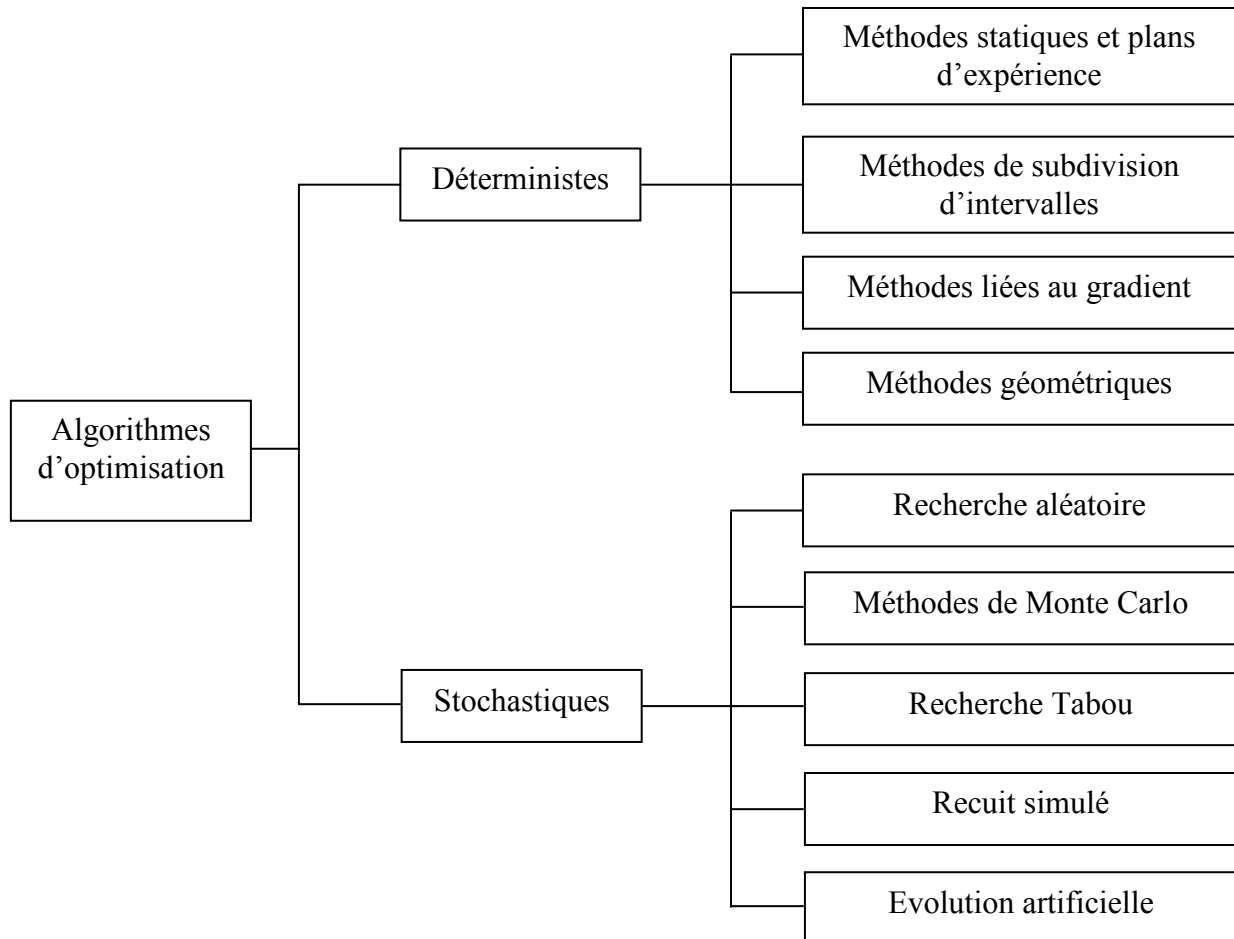 Méthodes statiques et plans
d’expérience
Méthodes de subdivision
d’intervalles
Déterministes
Méthodes liées au gradient
Méthodes géométriques
Algorithmes
d’optimisation
Recherche aléatoire
Méthodes de Monte Carlo
Stochastiques
Recherche Tabou
Recuit simulé
Evolution artificielle